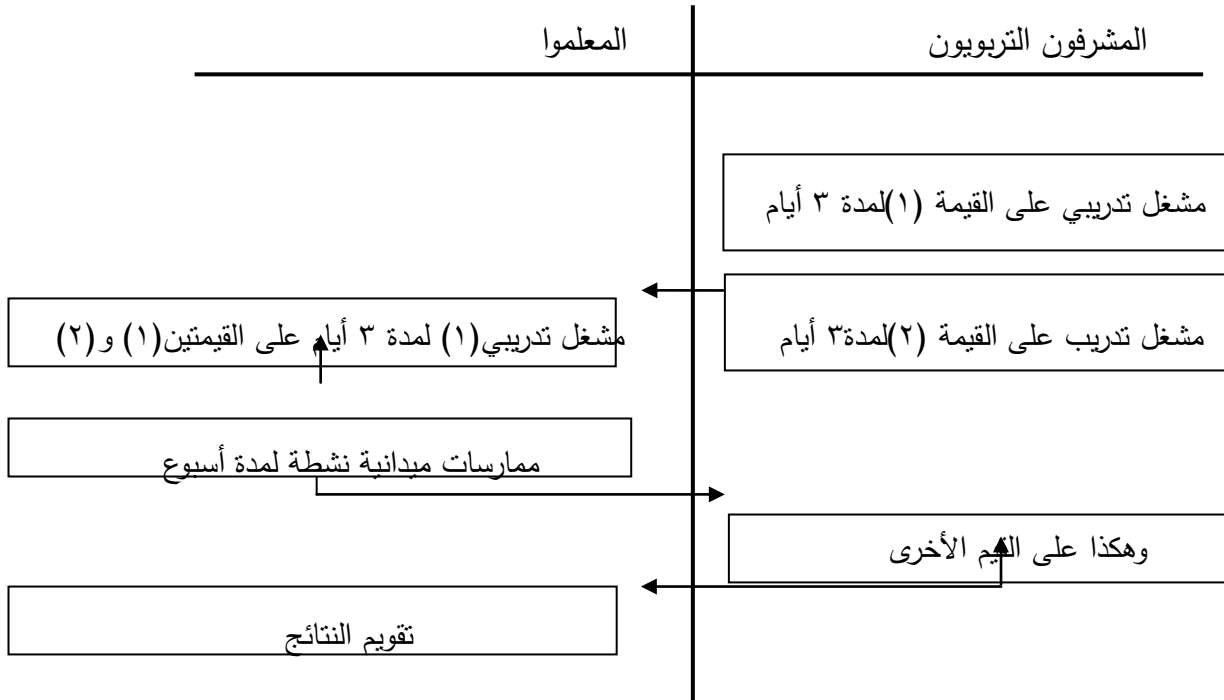 المشرفون التربويون
المعلموا
مشغل تدريبي على القيمة (١)لمدة ٣ أيام
مشغل تدريب على القيمة (٢)لمدة٣ أيام
مشغل تدريبي(١) لمدة ٣ أيام على القيمتين(١) و(٢)
ممارسات ميدانية نشطة لمدة أسبوع
وهكذا على القيم الأخرى
تقويم النتائج